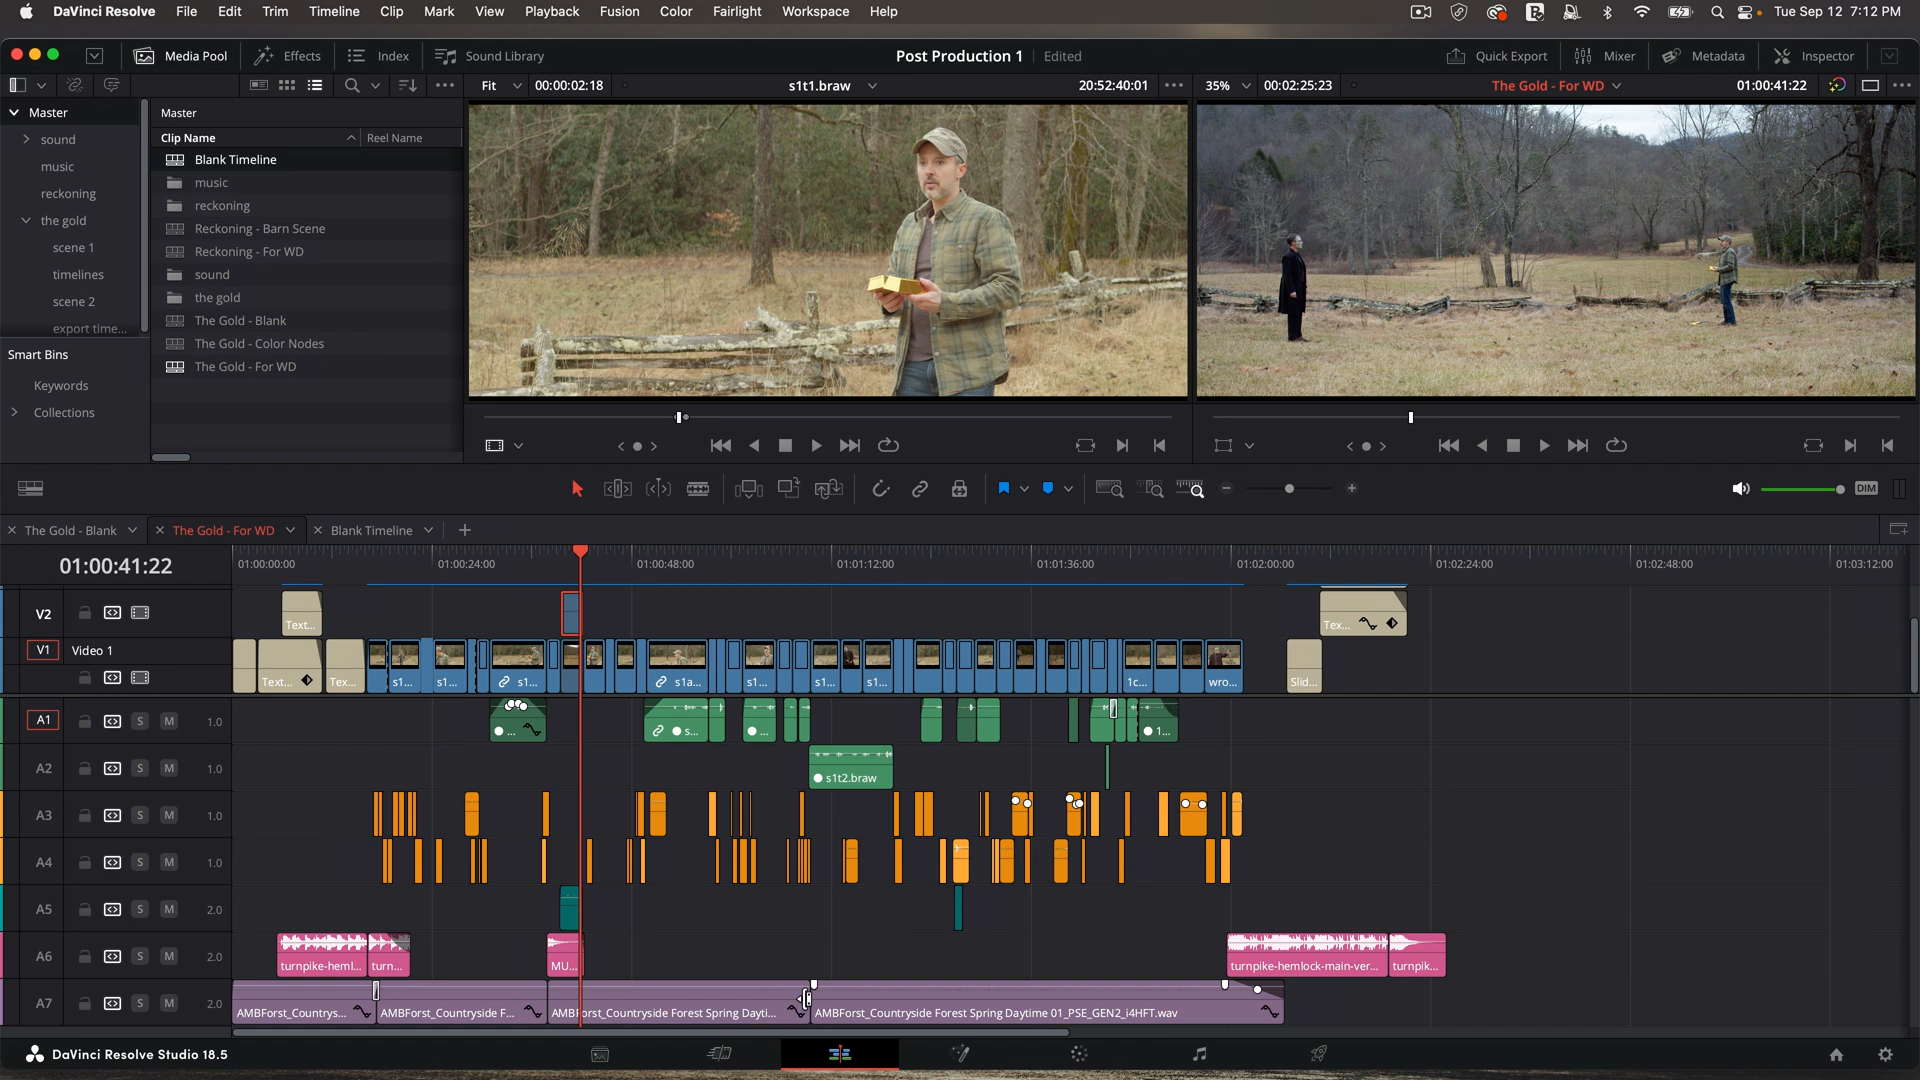 DaVinci Resolve File Edit Trim Timeline Clip Mark View Playback Fusion Color Fairlight Workspace Help Tue Sep 12 7:12 PM
Media Pool Effects Index Sound Library Post Production 1 Edited Quick Export Mixer Metadata Inspector
Fit 00:00:02:18 s1t1.braw 20:52:40:01 35% 00:02:25:23 The Gold - For WD 01:00:41:22
Master
sound
music
reckoning
the gold
scene 1
timelines
scene 2
export time...
Smart Bins
Keywords
Collections
Master
Clip Name Reel Name
Blank Timeline
music
reckoning
Reckoning - Barn Scene
Reckoning - For WD
sound
the gold
The Gold - Blank
The Gold - Color Nodes
The Gold - For WD
DIM
The Gold - Blank The Gold - For WD Blank Timeline
01:00:41:22 01:00:00:00 01:00:24:00 01:00:48:00 01:01:12:00 01:01:36:00 01:02:00:00 01:02:24:00 01:02:48:00 01:03:12:00
V2 Text... Tex...
V1 Video 1
Text... Tex... s1... s1... s1... s1a... s1... s1... s1... 1c... wro... Slid...
A1 1.0 ... s... ... 1...
A2 S M 1.0 s1t2.braw
A3 S M 1.0
A4 S M 1.0
A5 S M 2.0
A6 S M 2.0 turnpike-heml... turn... MU... turnpike-hemlock-main-ver... turnpik...
A7 S M 2.0 AMBForst_Countrys... AMBForst_Countryside F... AMBForst_Countryside Forest Spring Dayti... AMBForst_Countryside Forest Spring Daytime 01_PSE_GEN2_i4HFT.wav
DaVinci Resolve Studio 18.5